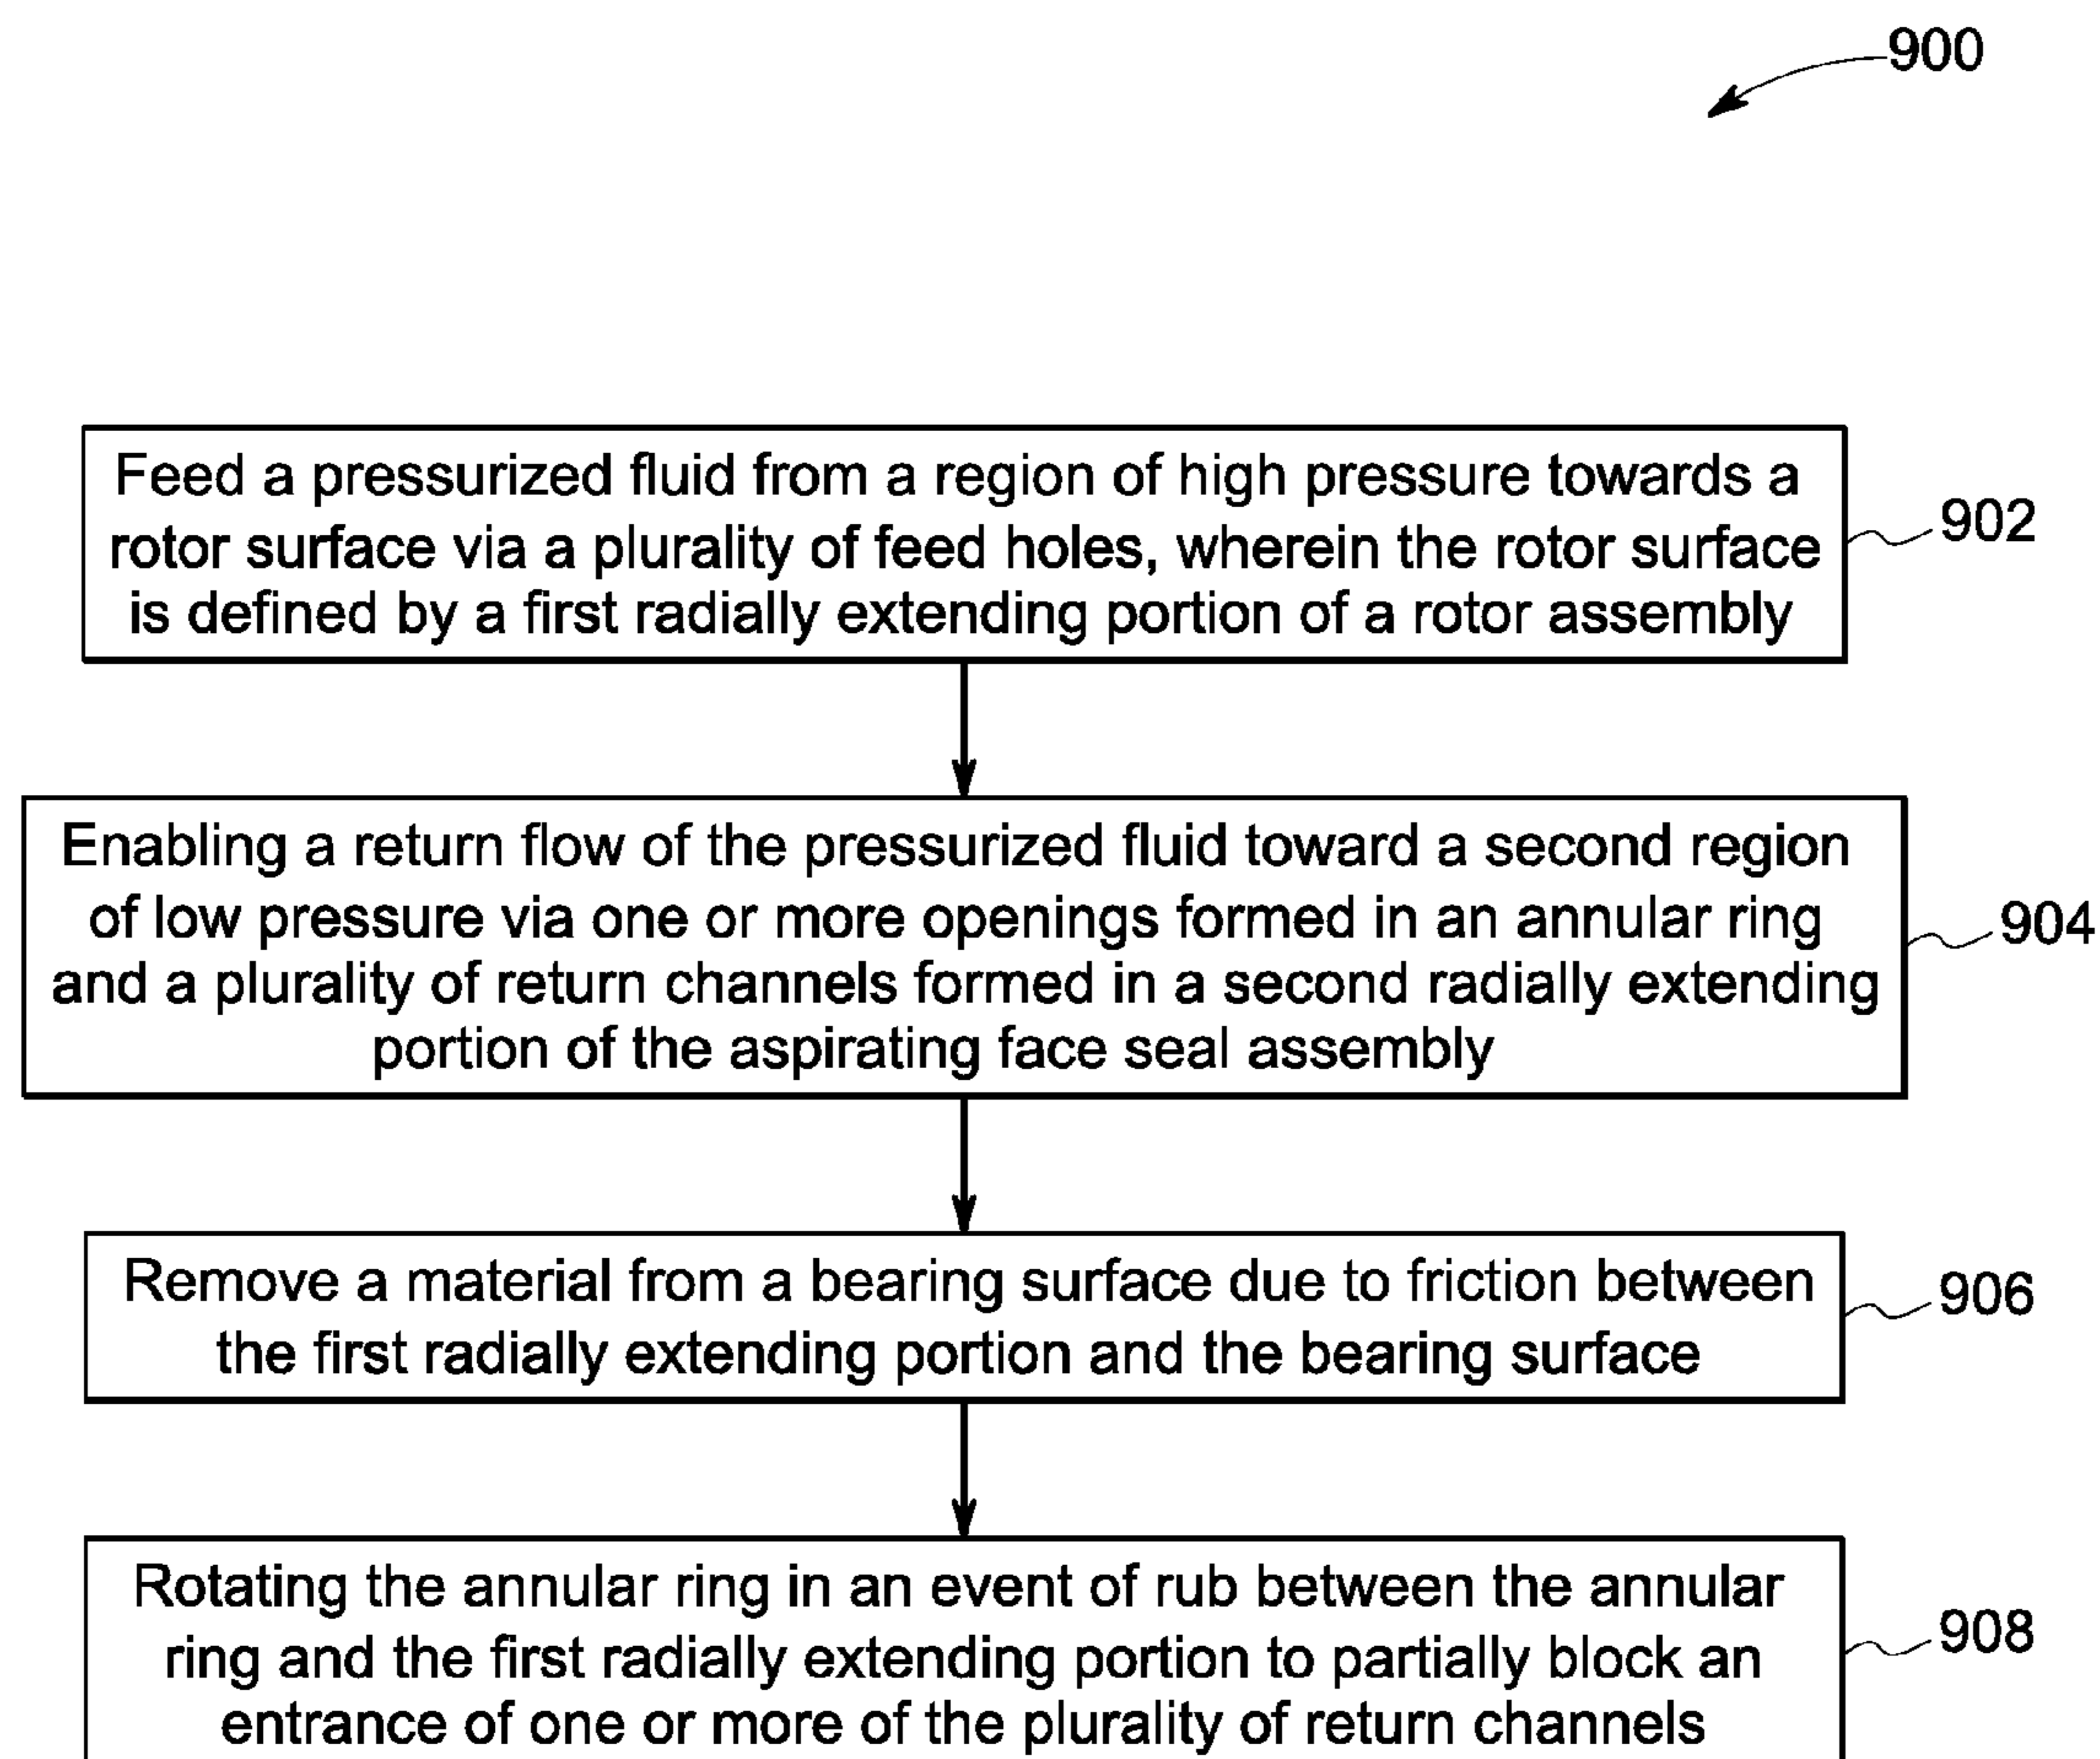 900
Feed a pressurized fluid from a region of high pressure towards a
rotor surface via a plurality of feed holes, wherein the rotor surface
is defined by a first radially extending portion of a rotor assembly
902
Enabling a return flow of the pressurized fluid toward a second region
of low pressure via one or more openings formed in an annular ring
and a plurality of return channels formed in a second radially extending
portion of the aspirating face seal assembly
904
Remove a material from a bearing surface due to friction between
the first radially extending portion and the bearing surface
906
Rotating the annular ring in an event of rub between the annular
ring and the first radially extending portion to partially block an
entrance of one or more of the plurality of return channels
908